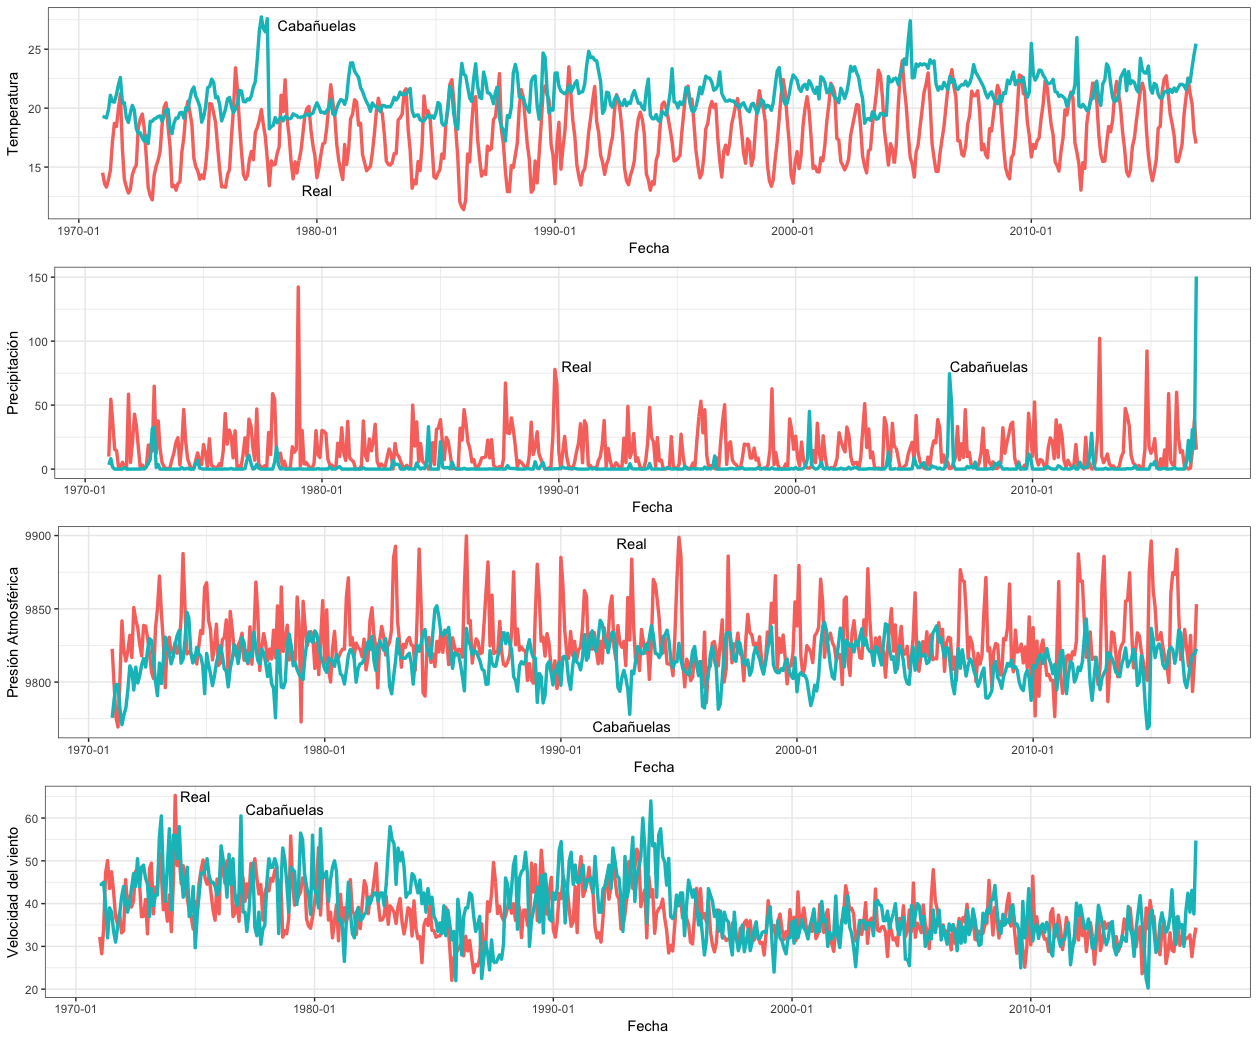 Cabañuelas
25
20
15
Temperatura
Real
1970-01 1980-01 1990-01 2000-01 2010-01
Fecha
150
100
50
0
Precipitación
Real
Cabañuelas
1970-01 1980-01 1990-01 2000-01 2010-01
Fecha
9900
9850
9800
Presión Atmosférica
Real
Cabañuelas
1970-01 1980-01 1990-01 2000-01 2010-01
Fecha
60
50
40
30
20
Velocidad del viento
Real
Cabañuelas
1970-01 1980-01 1990-01 2000-01 2010-01
Fecha